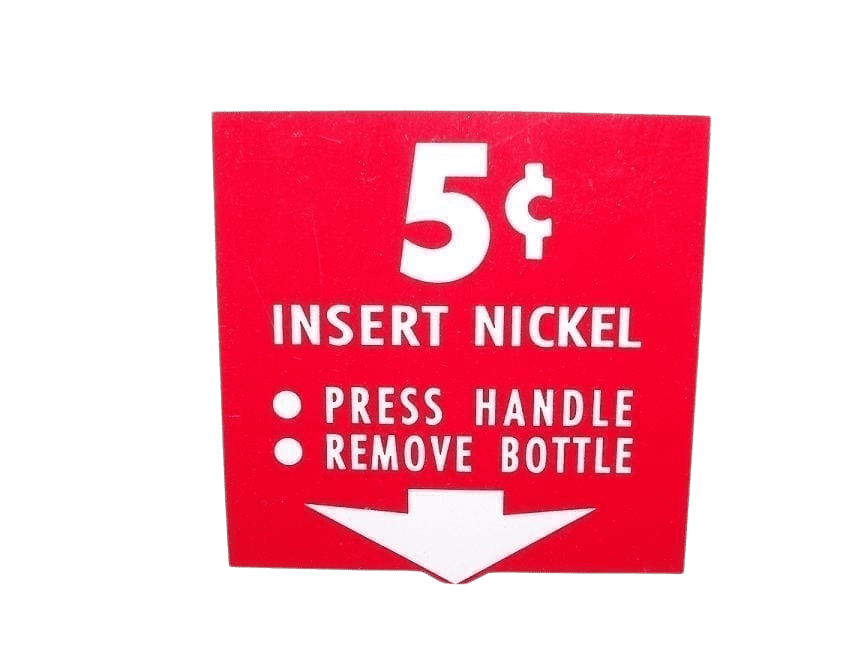 5¢
INSERT NICKEL
● PRESS HANDLE
● REMOVE BOTTLE